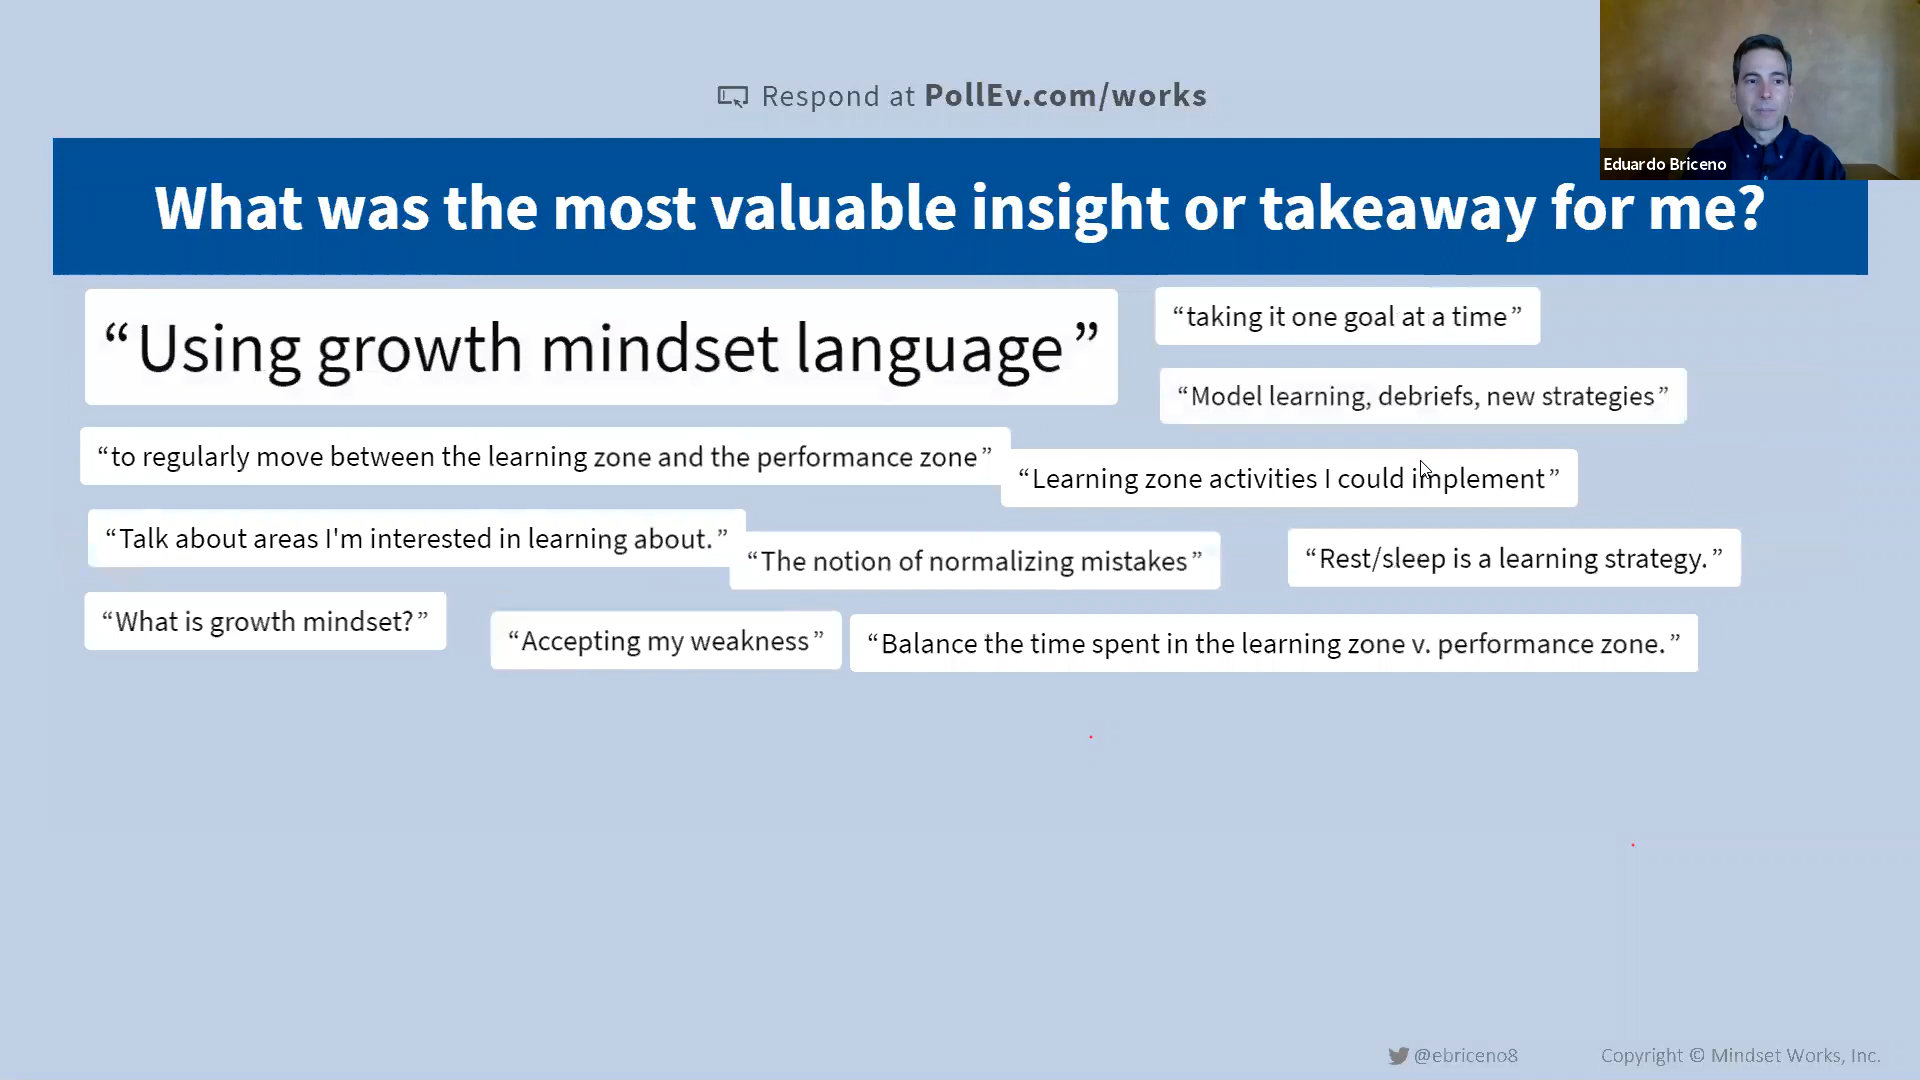 Respond at PollEv.com/works
Eduardo Briceno
What was the most valuable insight or takeaway for me?
“Using growth mindset language”
“taking it one goal at a time”
“Model learning, debriefs, new strategies”
“to regularly move between the learning zone and the performance zone”
“Learning zone activities I could implement”
“Talk about areas I'm interested in learning about.”
“The notion of normalizing mistakes”
“Rest/sleep is a learning strategy.”
“What is growth mindset?”
“Accepting my weakness”
“Balance the time spent in the learning zone v. performance zone.”
@ebriceno8
Copyright © Mindset Works, Inc.